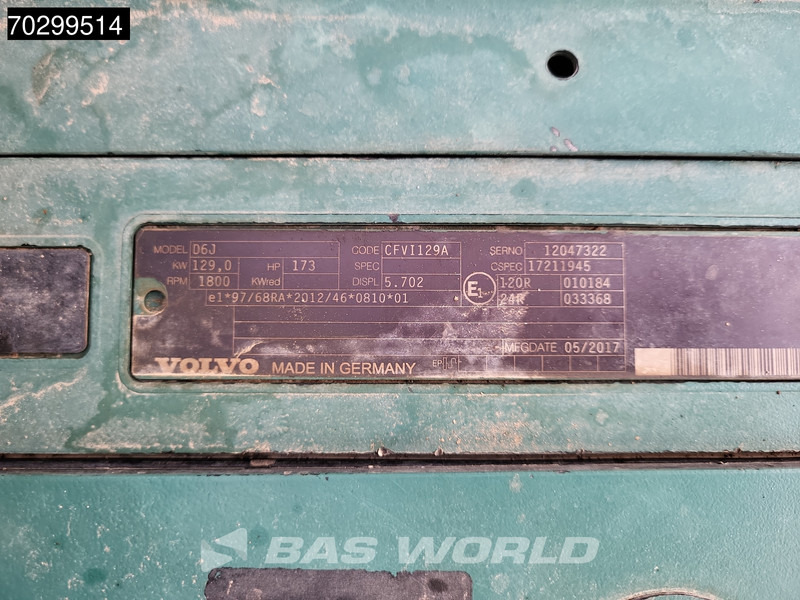 70299514
MODEL D6J CODE CFVI129A SERNO 12047322
KW 129,0 HP 173 SPEC CSPEC 17211945
RPM 1800 KWred DISPL 5.702 E1 120R 010184
e1*97/68RA*2012/46*0810*01 24R 033368
MFGDATE 05/2017
VOLVO MADE IN GERMANY EP
BAS WORLD